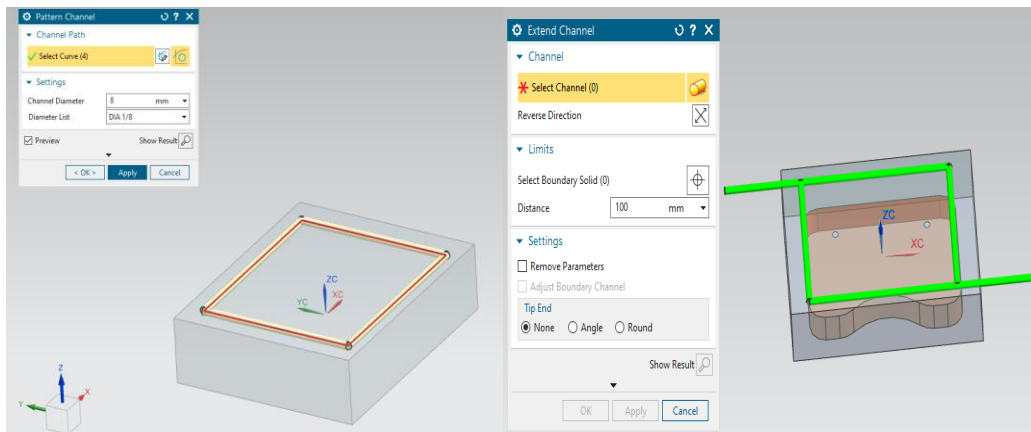 Pattern Channel
Channel Path
Select Curve (4)
Settings
Channel Diameter 8 mm
Diameter List DIA 1/8
Preview Show Result
< OK > Apply Cancel
ZC
YC XC
Z
X
Y
Extend Channel
Channel
Select Channel (0)
Reverse Direction
Limits
Select Boundary Solid (0)
Distance 100 mm
Settings
Remove Parameters
Adjust Boundary Channel
Tip End
None Angle Round
Show Result
OK Apply Cancel
ZC
XC